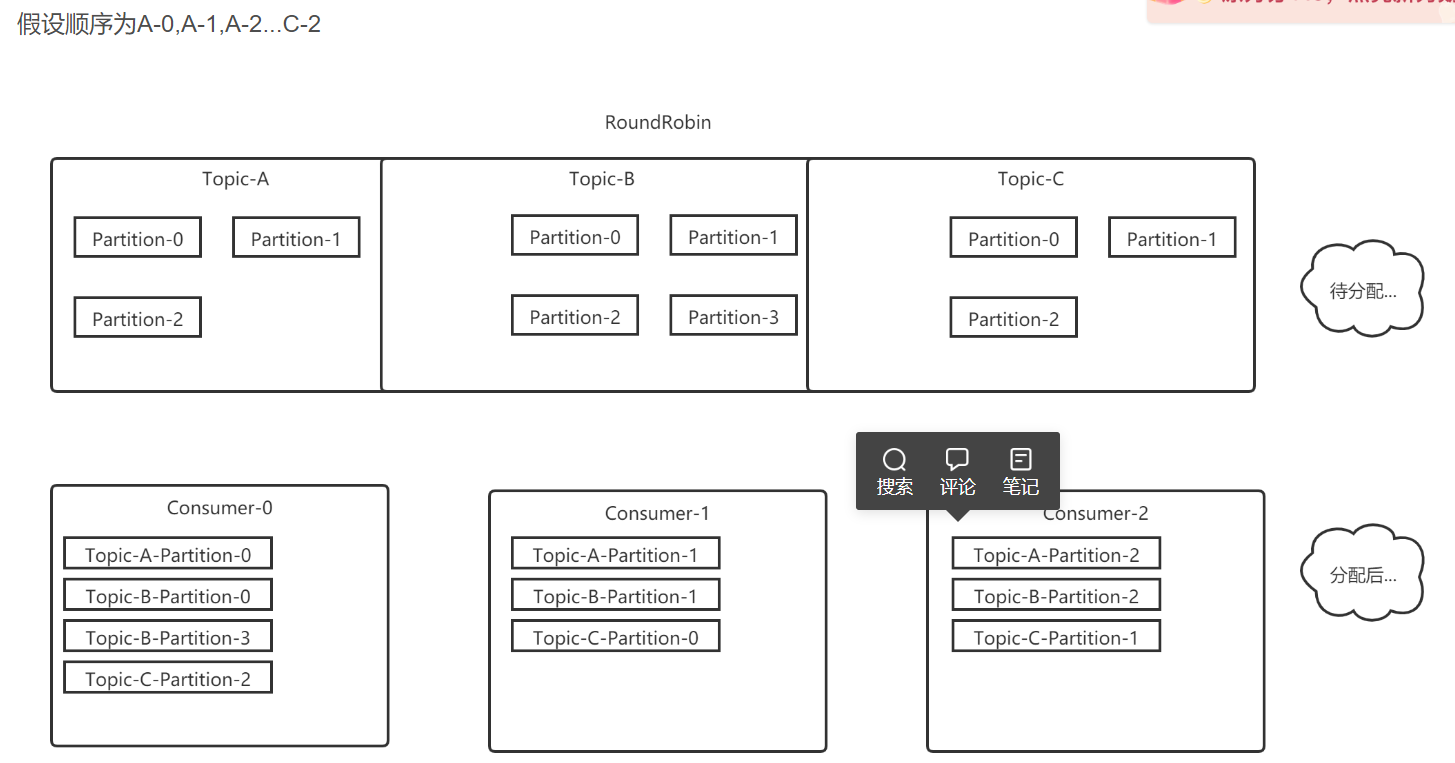 假设顺序为A-0,A-1,A-2...C-2
RoundRobin
Topic-A
Topic-B
Topic-C
Partition-0
Partition-1
Partition-0
Partition-1
Partition-0
Partition-1
待分配...
Partition-2
Partition-2
Partition-3
Partition-2
搜索
评论
笔记
Consumer-0
Consumer-1
Consumer-2
Topic-A-Partition-0
Topic-A-Partition-1
Topic-A-Partition-2
分配后...
Topic-B-Partition-0
Topic-B-Partition-1
Topic-B-Partition-2
Topic-B-Partition-3
Topic-C-Partition-0
Topic-C-Partition-1
Topic-C-Partition-2